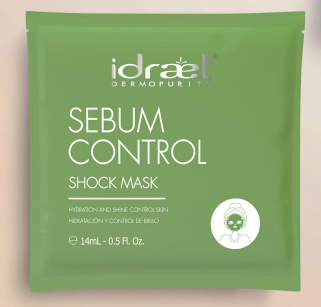 idraet
DERMOPURITY
SEBUM
CONTROL
SHOCK MASK
HYDRATION AND SHINE CONTROL SKIN
HIDRATACIÓN Y CONTROL DE BRILLO
℮ 14mL - 0.5 Fl. Oz.